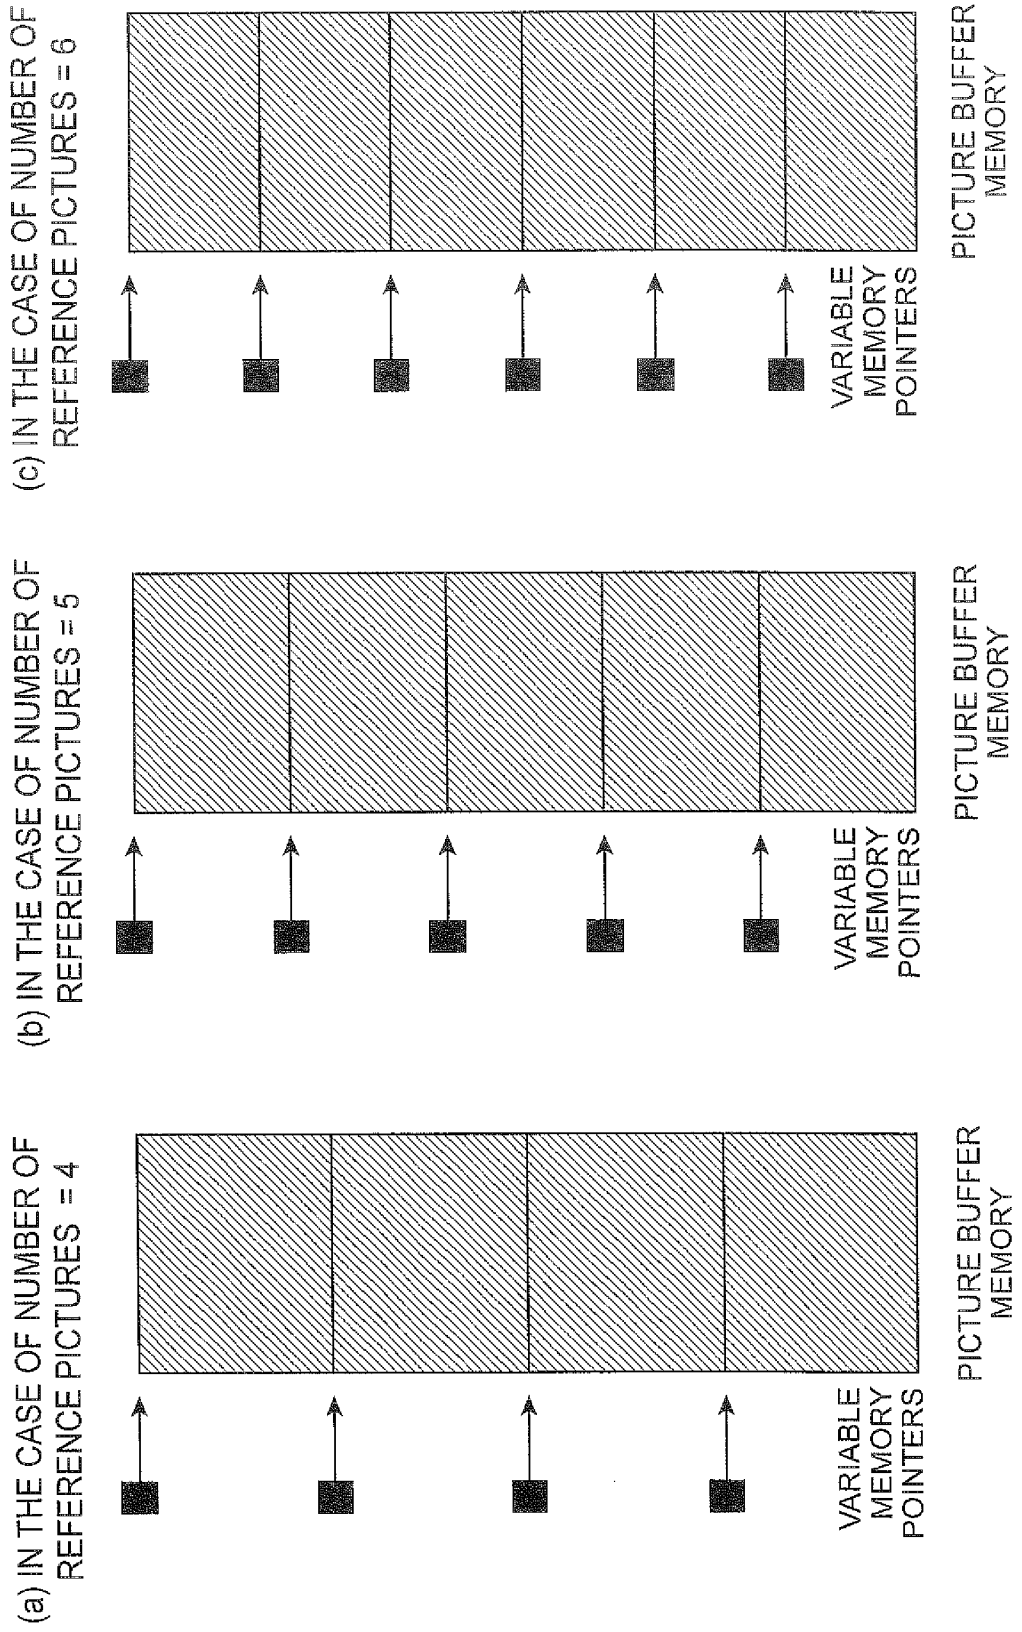 (a) IN THE CASE OF NUMBER OF
REFERENCE PICTURES = 4
VARIABLE
MEMORY
POINTERS
PICTURE BUFFER
MEMORY
(b) IN THE CASE OF NUMBER OF
REFERENCE PICTURES = 5
VARIABLE
MEMORY
POINTERS
PICTURE BUFFER
MEMORY
(c) IN THE CASE OF NUMBER OF
REFERENCE PICTURES = 6
VARIABLE
MEMORY
POINTERS
PICTURE BUFFER
MEMORY